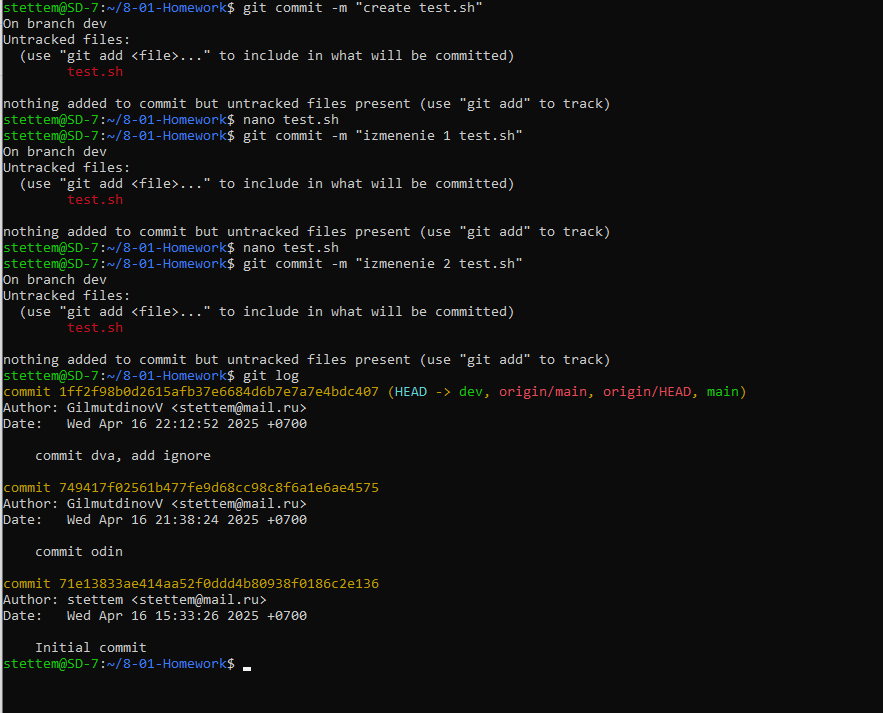 stettem@SD-7:~/8-01-Homework$ git commit -m "create test.sh"
On branch dev
Untracked files:
  (use "git add <file>..." to include in what will be committed)
        test.sh

nothing added to commit but untracked files present (use "git add" to track)
stettem@SD-7:~/8-01-Homework$ nano test.sh
stettem@SD-7:~/8-01-Homework$ git commit -m "izmenenie 1 test.sh"
On branch dev
Untracked files:
  (use "git add <file>..." to include in what will be committed)
        test.sh

nothing added to commit but untracked files present (use "git add" to track)
stettem@SD-7:~/8-01-Homework$ nano test.sh
stettem@SD-7:~/8-01-Homework$ git commit -m "izmenenie 2 test.sh"
On branch dev
Untracked files:
  (use "git add <file>..." to include in what will be committed)
        test.sh

nothing added to commit but untracked files present (use "git add" to track)
stettem@SD-7:~/8-01-Homework$ git log
commit 1ff2f98b0d2615afb37e6684d6b7e7a7e4bdc407 (HEAD -> dev, origin/main, origin/HEAD, main)
Author: GilmutdinovV <stettem@mail.ru>
Date:   Wed Apr 16 22:12:52 2025 +0700

    commit dva, add ignore

commit 749417f02561b477fe9d68cc98c8f6a1e6ae4575
Author: GilmutdinovV <stettem@mail.ru>
Date:   Wed Apr 16 21:38:24 2025 +0700

    commit odin

commit 71e13833ae414aa52f0ddd4b80938f0186c2e136
Author: stettem <stettem@mail.ru>
Date:   Wed Apr 16 15:33:26 2025 +0700

    Initial commit
stettem@SD-7:~/8-01-Homework$